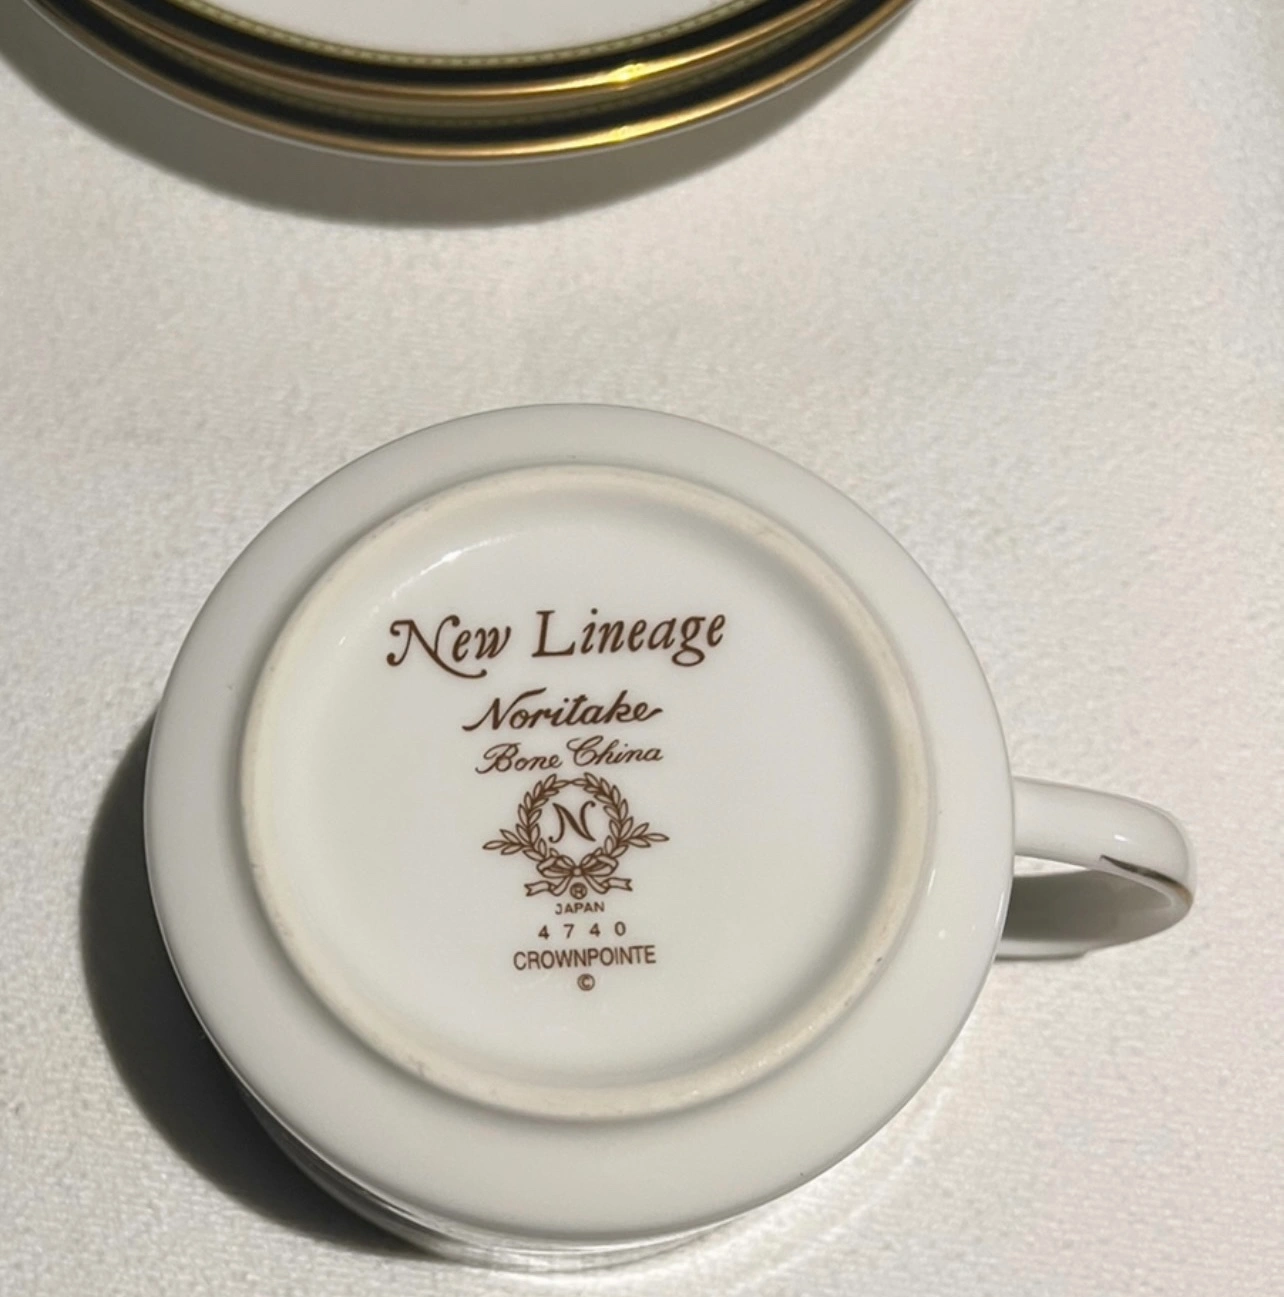 New Lineage
Noritake
Bone China
N
®
JAPAN
4740
CROWNPOINTE
©